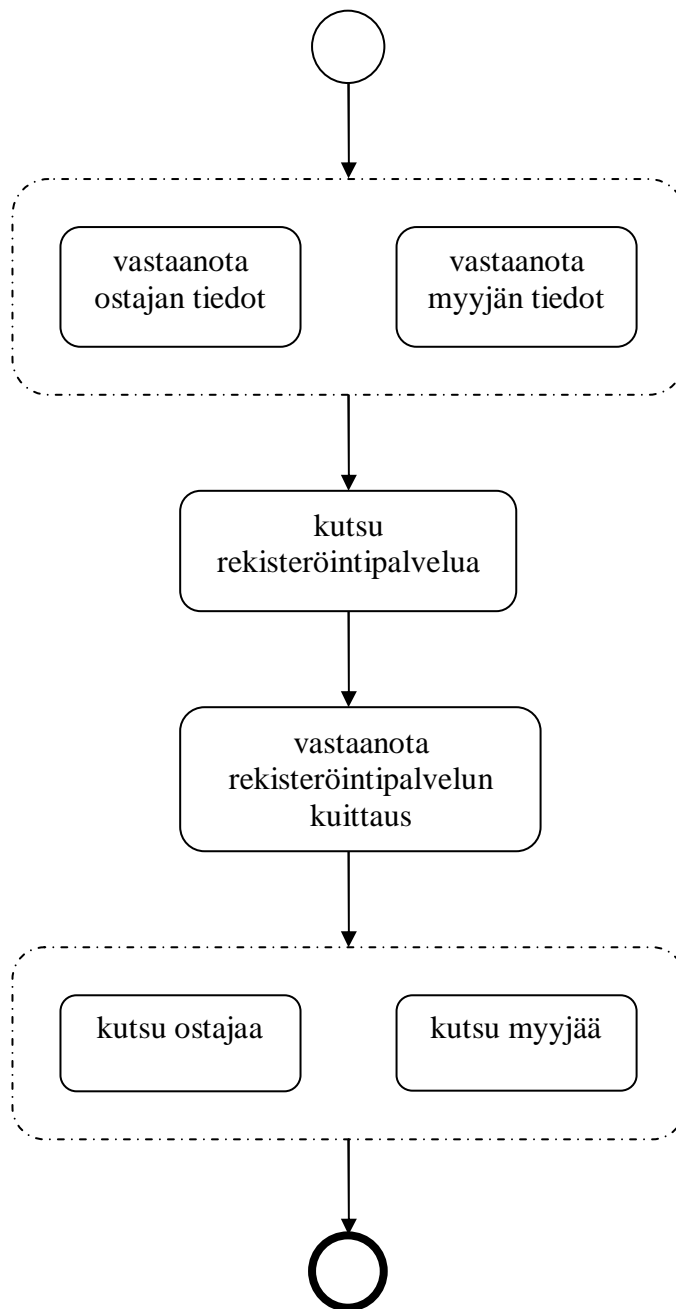 vastaanota
ostajan tiedot
vastaanota
myyjän tiedot
kutsu
rekisteröintipalvelua
vastaanota
rekisteröintipalvelun
kuittaus
kutsu ostajaa
kutsu myyjää